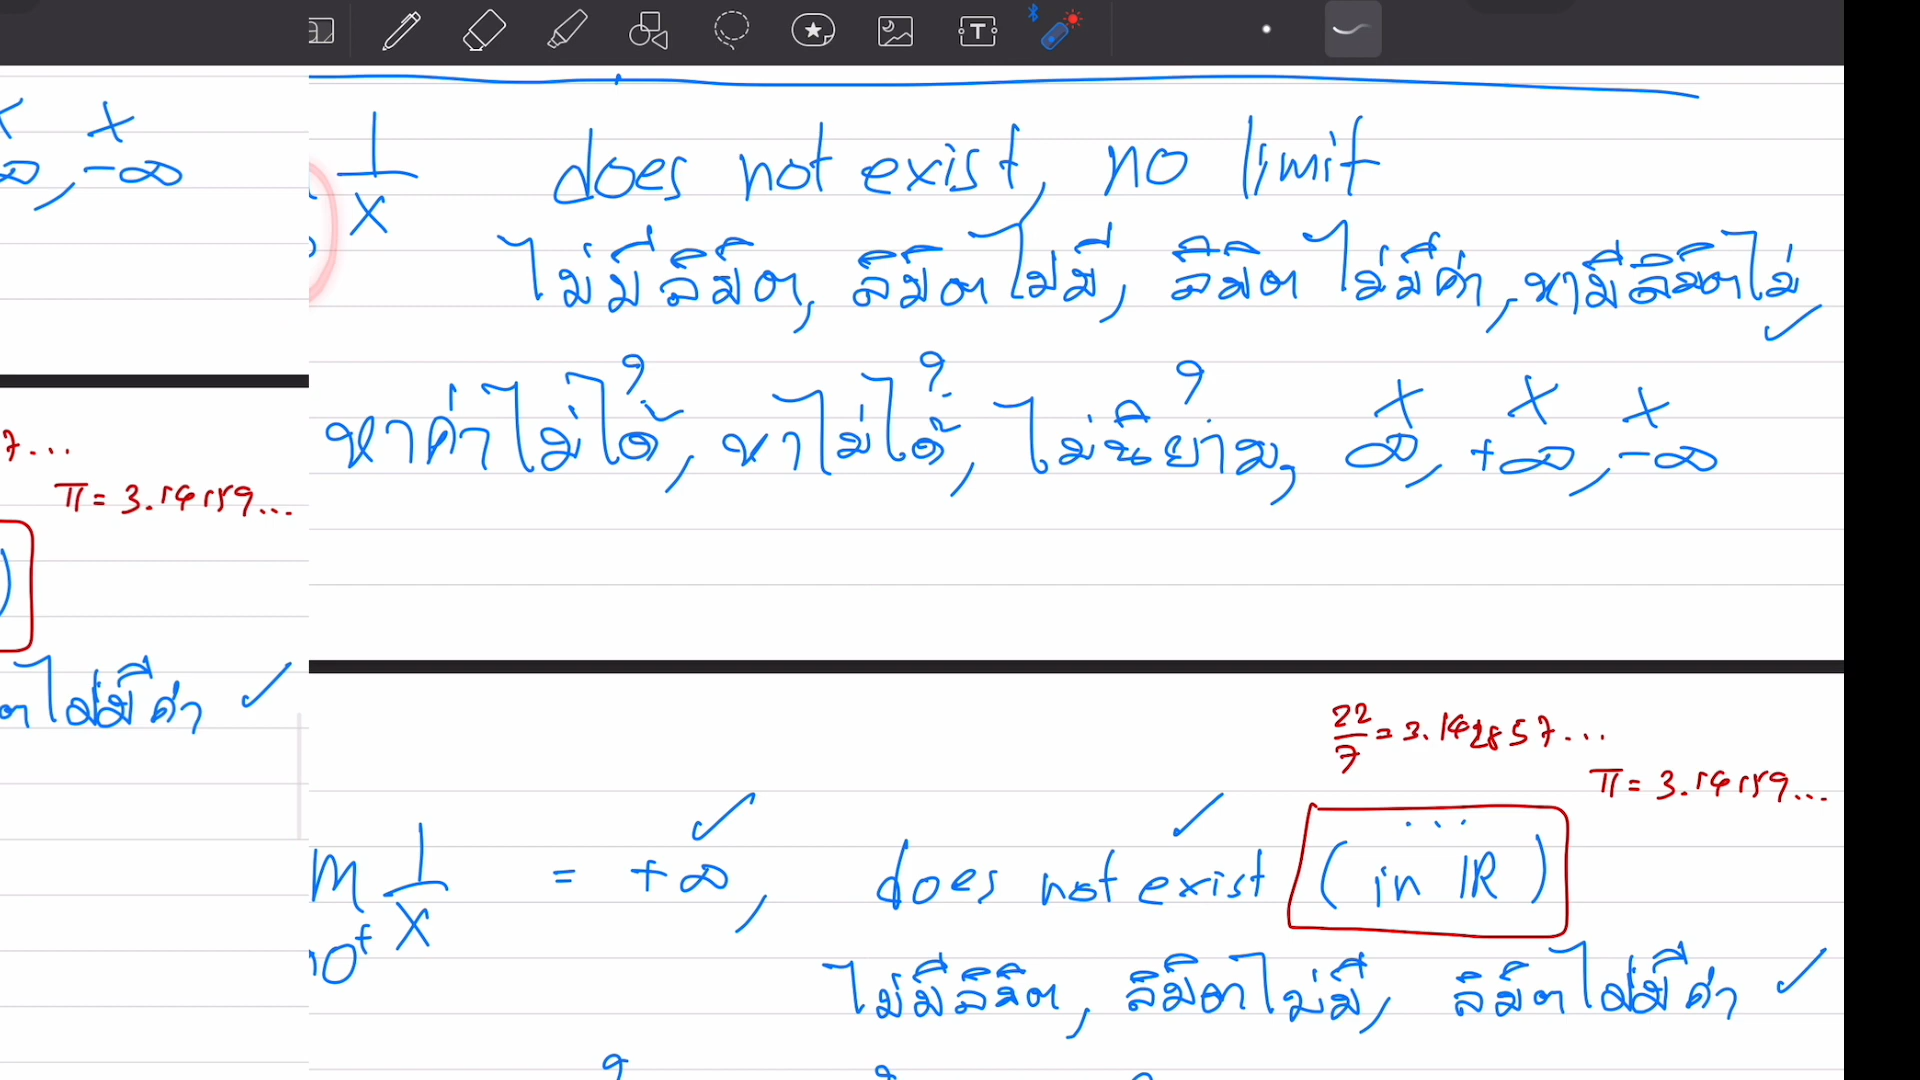 x x
∞, -∞
7...
π = 3.14159...
)
ตไม่มีค่า ✓
1/x does not exist, no limit
ไม่มีลิมิต, ลิมิตไม่มี, ลิมิตไม่มีค่า, หามีลิมิตไม่ ✓
? ? ? x x x
หาค่าไม่ได้, หาไม่ได้, ไม่นิยาม, ∞, +∞, -∞
22/7 = 3.142857...
π = 3.14159...
m 1/x = +∞, ✓ does not exist ✓ (in ℝ)
0⁺
ไม่มีลิมิต, ลิมิตไม่มี, ลิมิตไม่มีค่า ✓